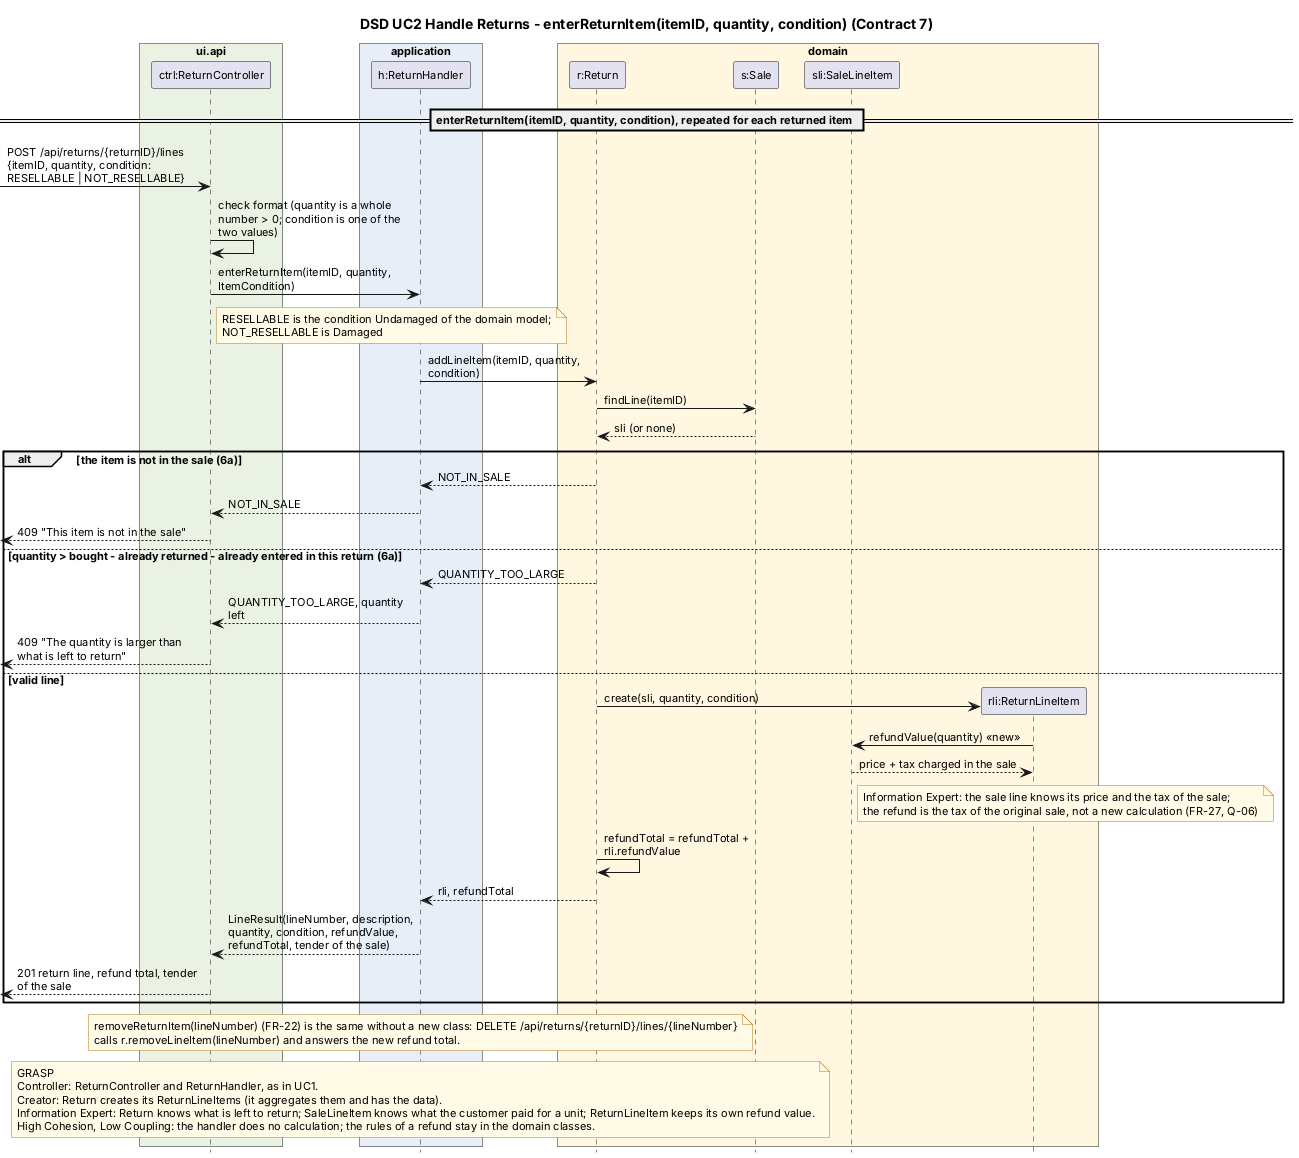 DSD UC2 Handle Returns - enterReturnItem(itemID, quantity, condition) (Contract 7)
ui.api
application
domain
ctrl:ReturnController
h:ReturnHandler
r:Return
s:Sale
sli:SaleLineItem
enterReturnItem(itemID, quantity, condition), repeated for each returned item
POST /api/returns/{returnID}/lines
{itemID, quantity, condition:
RESELLABLE | NOT_RESELLABLE}
check format (quantity is a whole
number > 0; condition is one of the
two values)
enterReturnItem(itemID, quantity,
ItemCondition)
RESELLABLE is the condition Undamaged of the domain model;
NOT_RESELLABLE is Damaged
addLineItem(itemID, quantity,
condition)
findLine(itemID)
sli (or none)
alt
[the item is not in the sale (6a)]
NOT_IN_SALE
NOT_IN_SALE
409 "This item is not in the sale"
[quantity > bought - already returned - already entered in this return (6a)]
QUANTITY_TOO_LARGE
QUANTITY_TOO_LARGE, quantity
left
409 "The quantity is larger than
what is left to return"
[valid line]
create(sli, quantity, condition)
rli:ReturnLineItem
refundValue(quantity) «new»
price + tax charged in the sale
Information Expert: the sale line knows its price and the tax of the sale;
the refund is the tax of the original sale, not a new calculation (FR-27, Q-06)
refundTotal = refundTotal +
rli.refundValue
rli, refundTotal
LineResult(lineNumber, description,
quantity, condition, refundValue,
refundTotal, tender of the sale)
201 return line, refund total, tender
of the sale
removeReturnItem(lineNumber) (FR-22) is the same without a new class: DELETE /api/returns/{returnID}/lines/{lineNumber}
calls r.removeLineItem(lineNumber) and answers the new refund total.
GRASP
Controller: ReturnController and ReturnHandler, as in UC1.
Creator: Return creates its ReturnLineItems (it aggregates them and has the data).
Information Expert: Return knows what is left to return; SaleLineItem knows what the customer paid for a unit; ReturnLineItem keeps its own refund value.
High Cohesion, Low Coupling: the handler does no calculation; the rules of a refund stay in the domain classes.